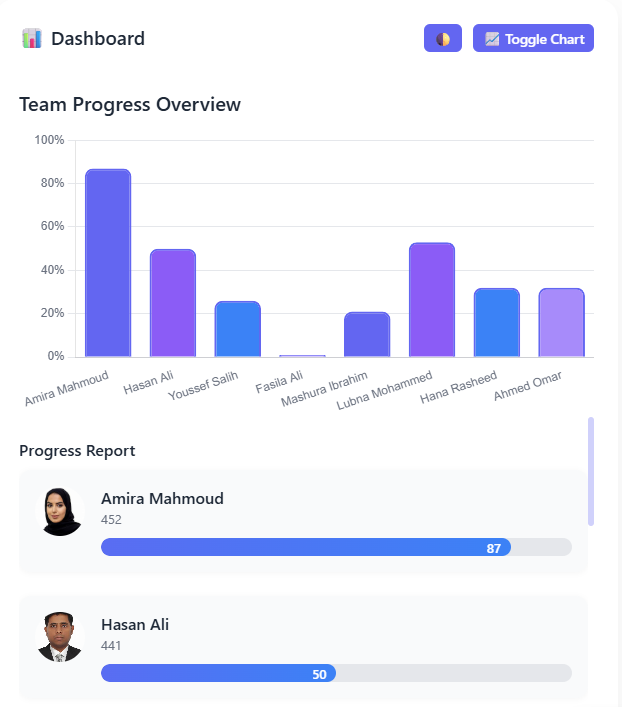 Dashboard
Toggle Chart
Team Progress Overview
100%
80%
60%
40%
20%
0%
Amira Mahmoud
Hasan Ali
Youssef Salih
Fasila Ali
Mashura Ibrahim
Lubna Mohammed
Hana Rasheed
Ahmed Omar
Progress Report
Amira Mahmoud
452
87
Hasan Ali
441
50